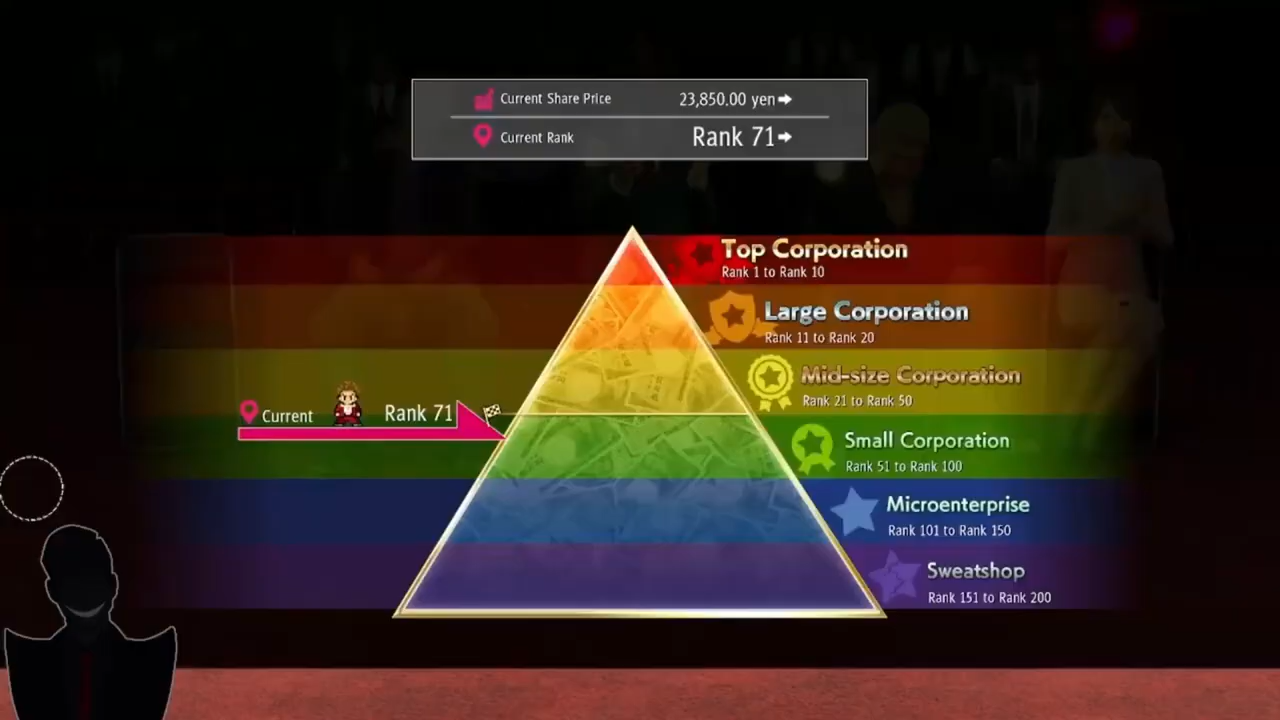 Current Share Price 23,850.00 yen➡
Current Rank Rank 71➡
Top Corporation
Rank 1 to Rank 10
Large Corporation
Rank 11 to Rank 20
Mid-size Corporation
Rank 21 to Rank 50
Current Rank 71
Small Corporation
Rank 51 to Rank 100
Microenterprise
Rank 101 to Rank 150
Sweatshop
Rank 151 to Rank 200